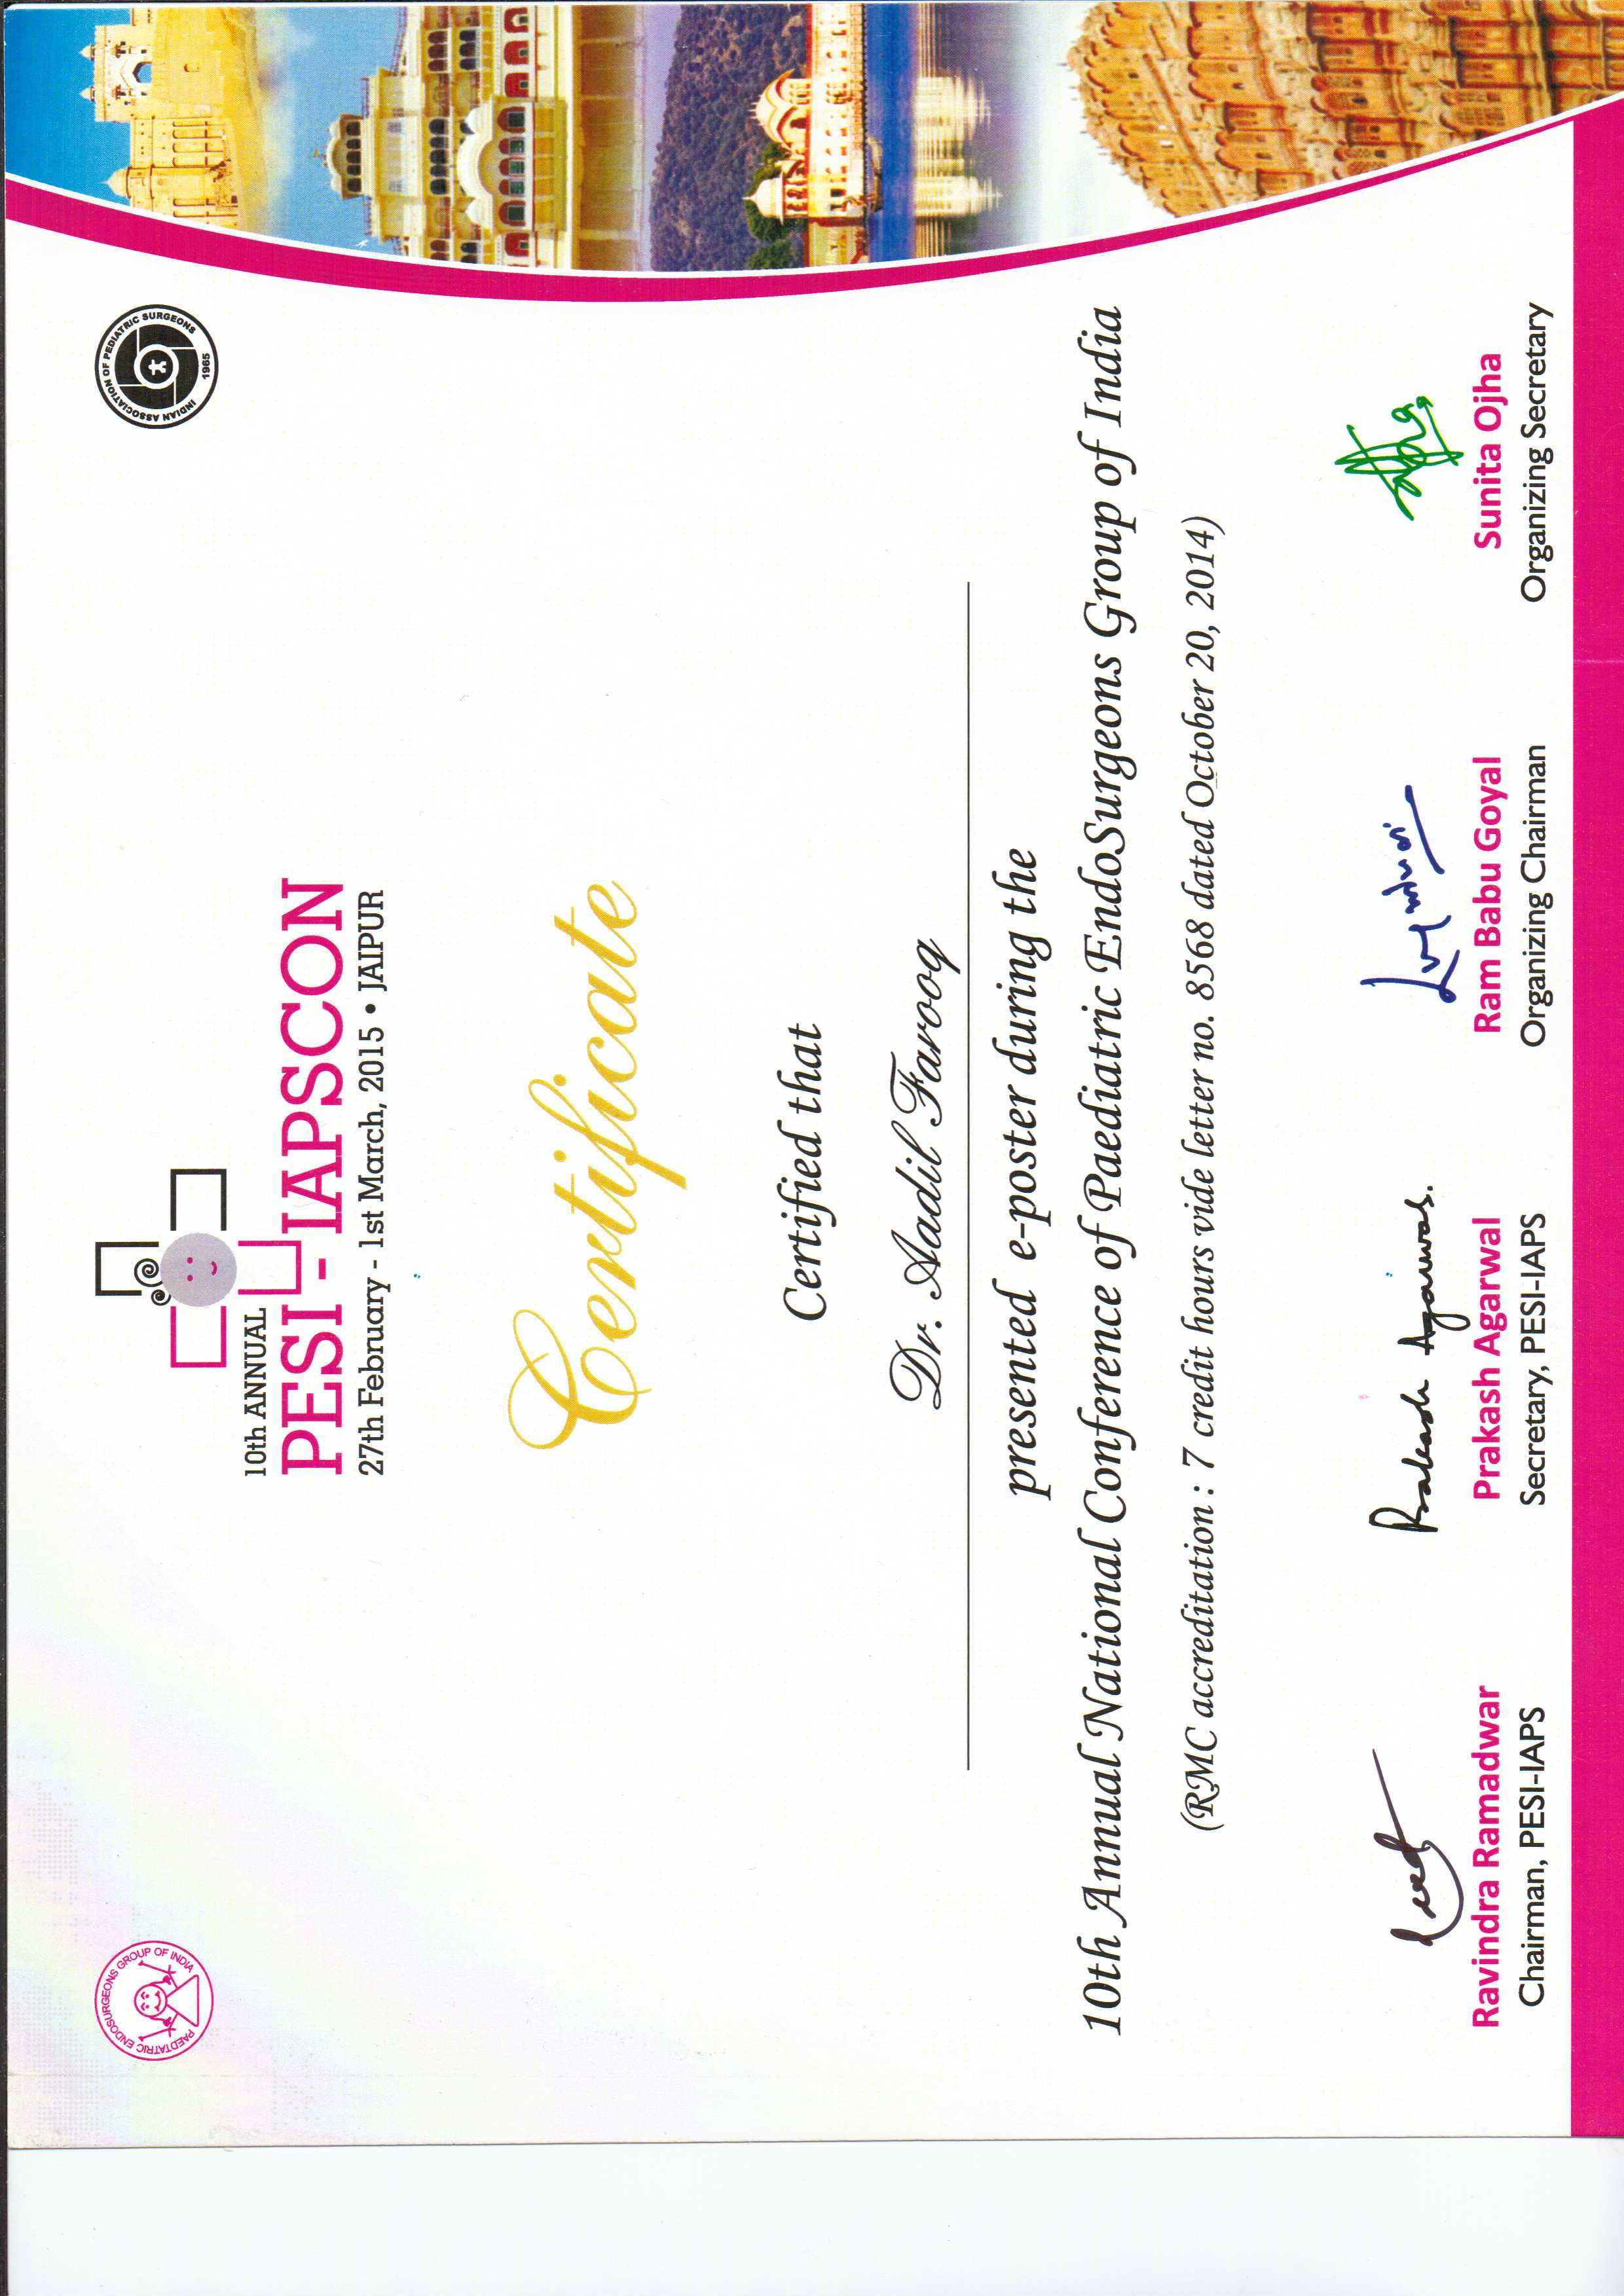 PAEDTATRIC ENDOSURGEONS GROUP OF INDIA
INDIAN ASSOCIATION OF PEDIATRIC SURGEONS
1965
10th ANNUAL
PESI - IAPSCON
27th February - 1st March, 2015 • JAIPUR
Certificate
Certified that
Dr. Aadil Farooq
presented e-poster during the
10th Annual National Conference of Paediatric EndoSurgeons Group of India
(RMC accreditation : 7 credit hours vide letter no. 8568 dated October 20, 2014)
Prakash Agarwal.
Ravindra Ramadwar
Chairman, PESI-IAPS
Prakash Agarwal
Secretary, PESI-IAPS
Ram Babu Goyal
Organizing Chairman
Sunita Ojha
Organizing Secretary